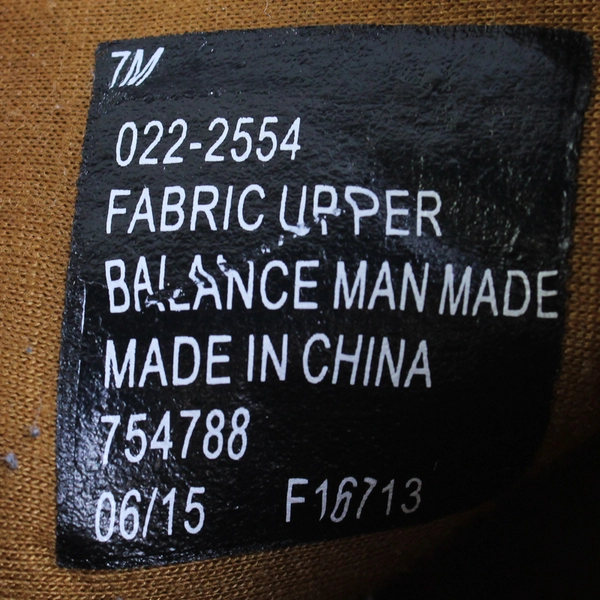 7M
022-2554
FABRIC UPPER
BALANCE MAN MADE
MADE IN CHINA
754788
06/15 F16713